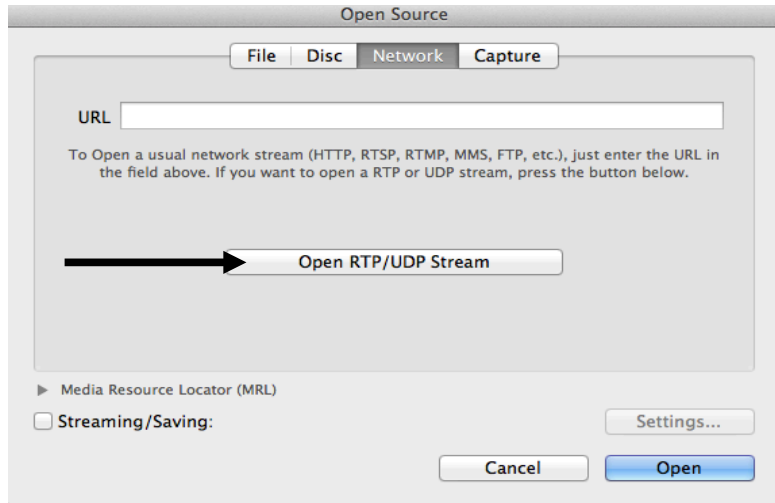 Open Source
File Disc Network Capture
URL
To Open a usual network stream (HTTP, RTSP, RTMP, MMS, FTP, etc.), just enter the URL in
the field above. If you want to open a RTP or UDP stream, press the button below.
Open RTP/UDP Stream
Media Resource Locator (MRL)
Streaming/Saving:
Settings...
Cancel
Open